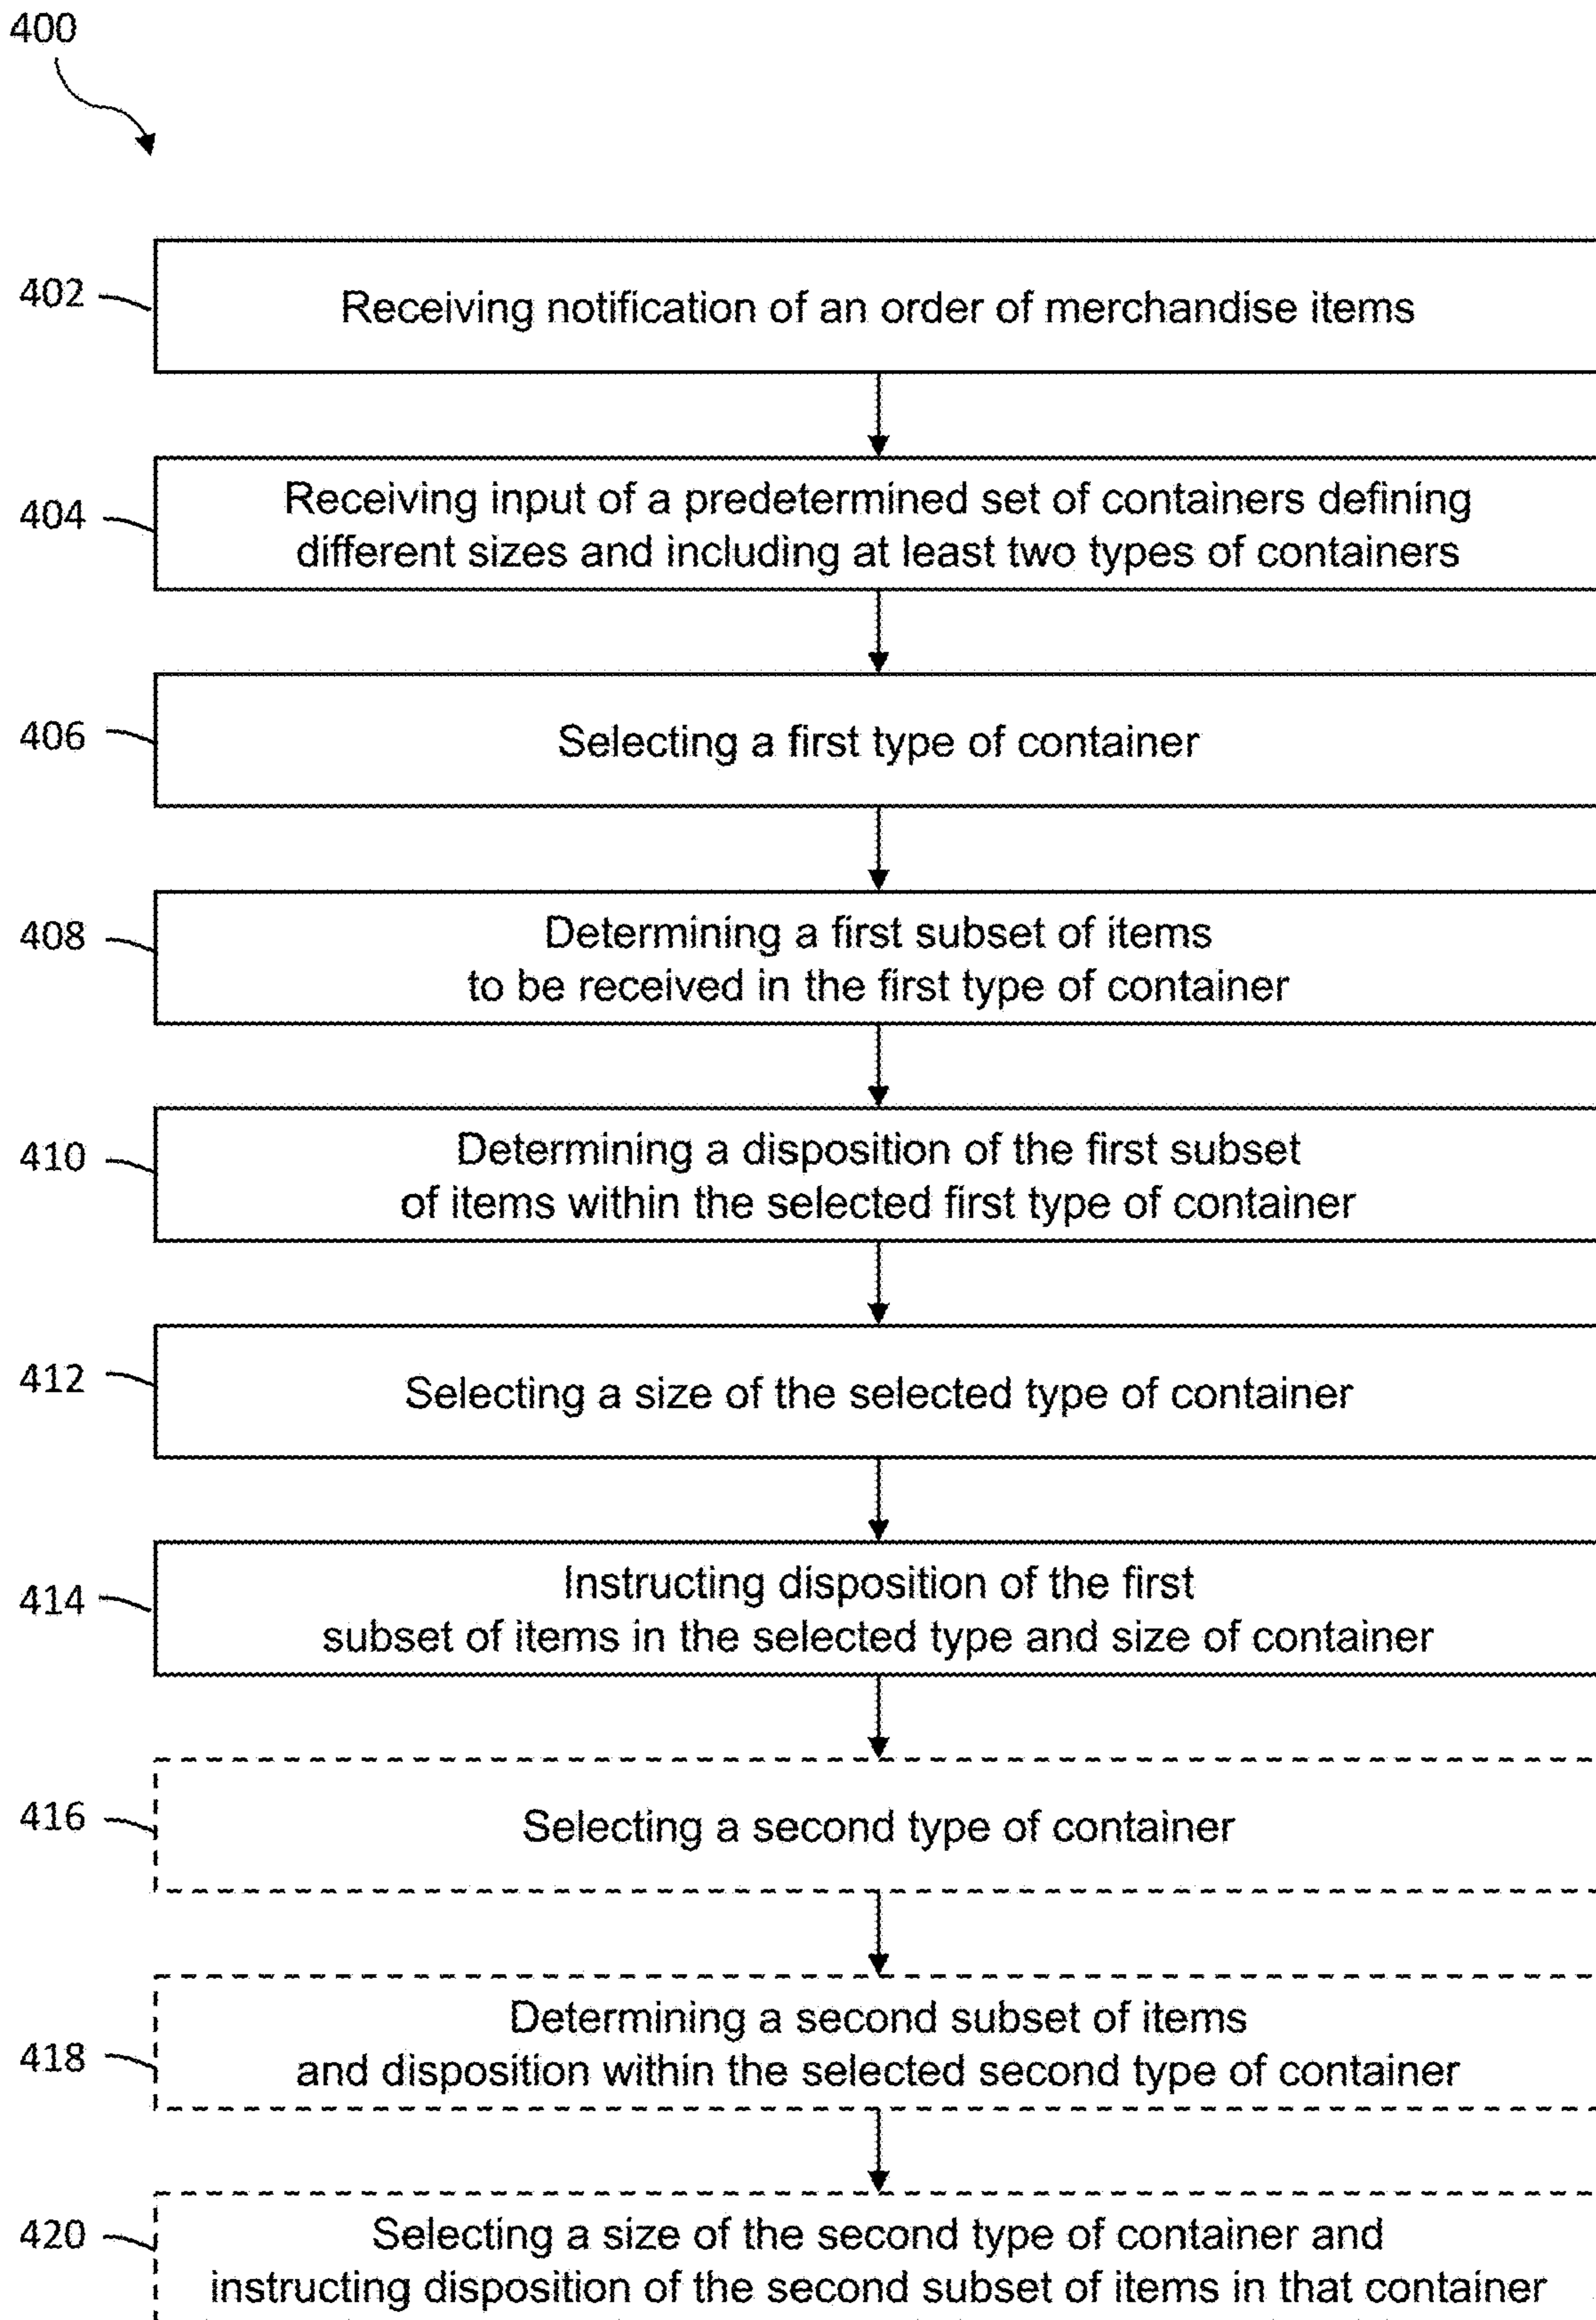 400
402
Receiving notification of an order of merchandise items
404
Receiving input of a predetermined set of containers defining
different sizes and including at least two types of containers
406
Selecting a first type of container
408
Determining a first subset of items
to be received in the first type of container
410
Determining a disposition of the first subset
of items within the selected first type of container
412
Selecting a size of the selected type of container
414
Instructing disposition of the first
subset of items in the selected type and size of container
416
Selecting a second type of container
418
Determining a second subset of items
and disposition within the selected second type of container
420
Selecting a size of the second type of container and
instructing disposition of the second subset of items in that container